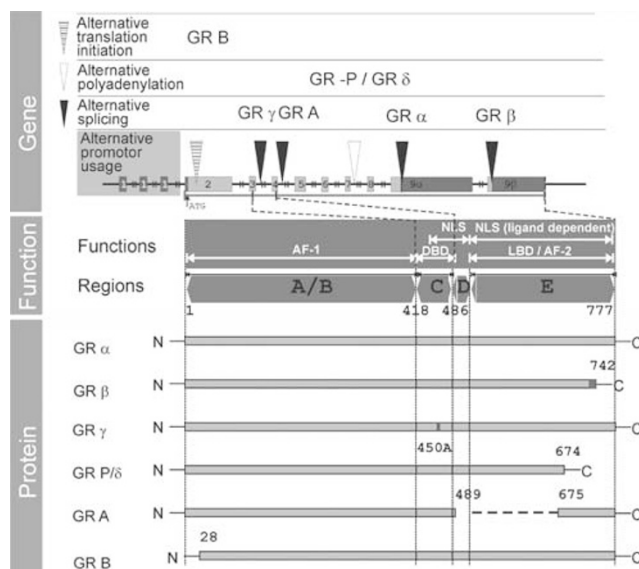 Gene
Alternative
translation
initiation
GR B
Alternative
polyadenylation
GR -P / GR δ
Alternative
splicing
GR γ GR A
GR α
GR β
Alternative
promotor
usage
1 1 1 2 3 4 5 6 7 8 9α 9β
ATG
Function
Functions
NLS NLS (ligand dependent)
AF-1 DBD LBD / AF-2
Regions
A/B C D E
1 418 486 777
Protein
GR α N C
742
GR β N C
GR γ N C
450A
674
GR P/δ N C
489 675
GR A N C
28
GR B N C